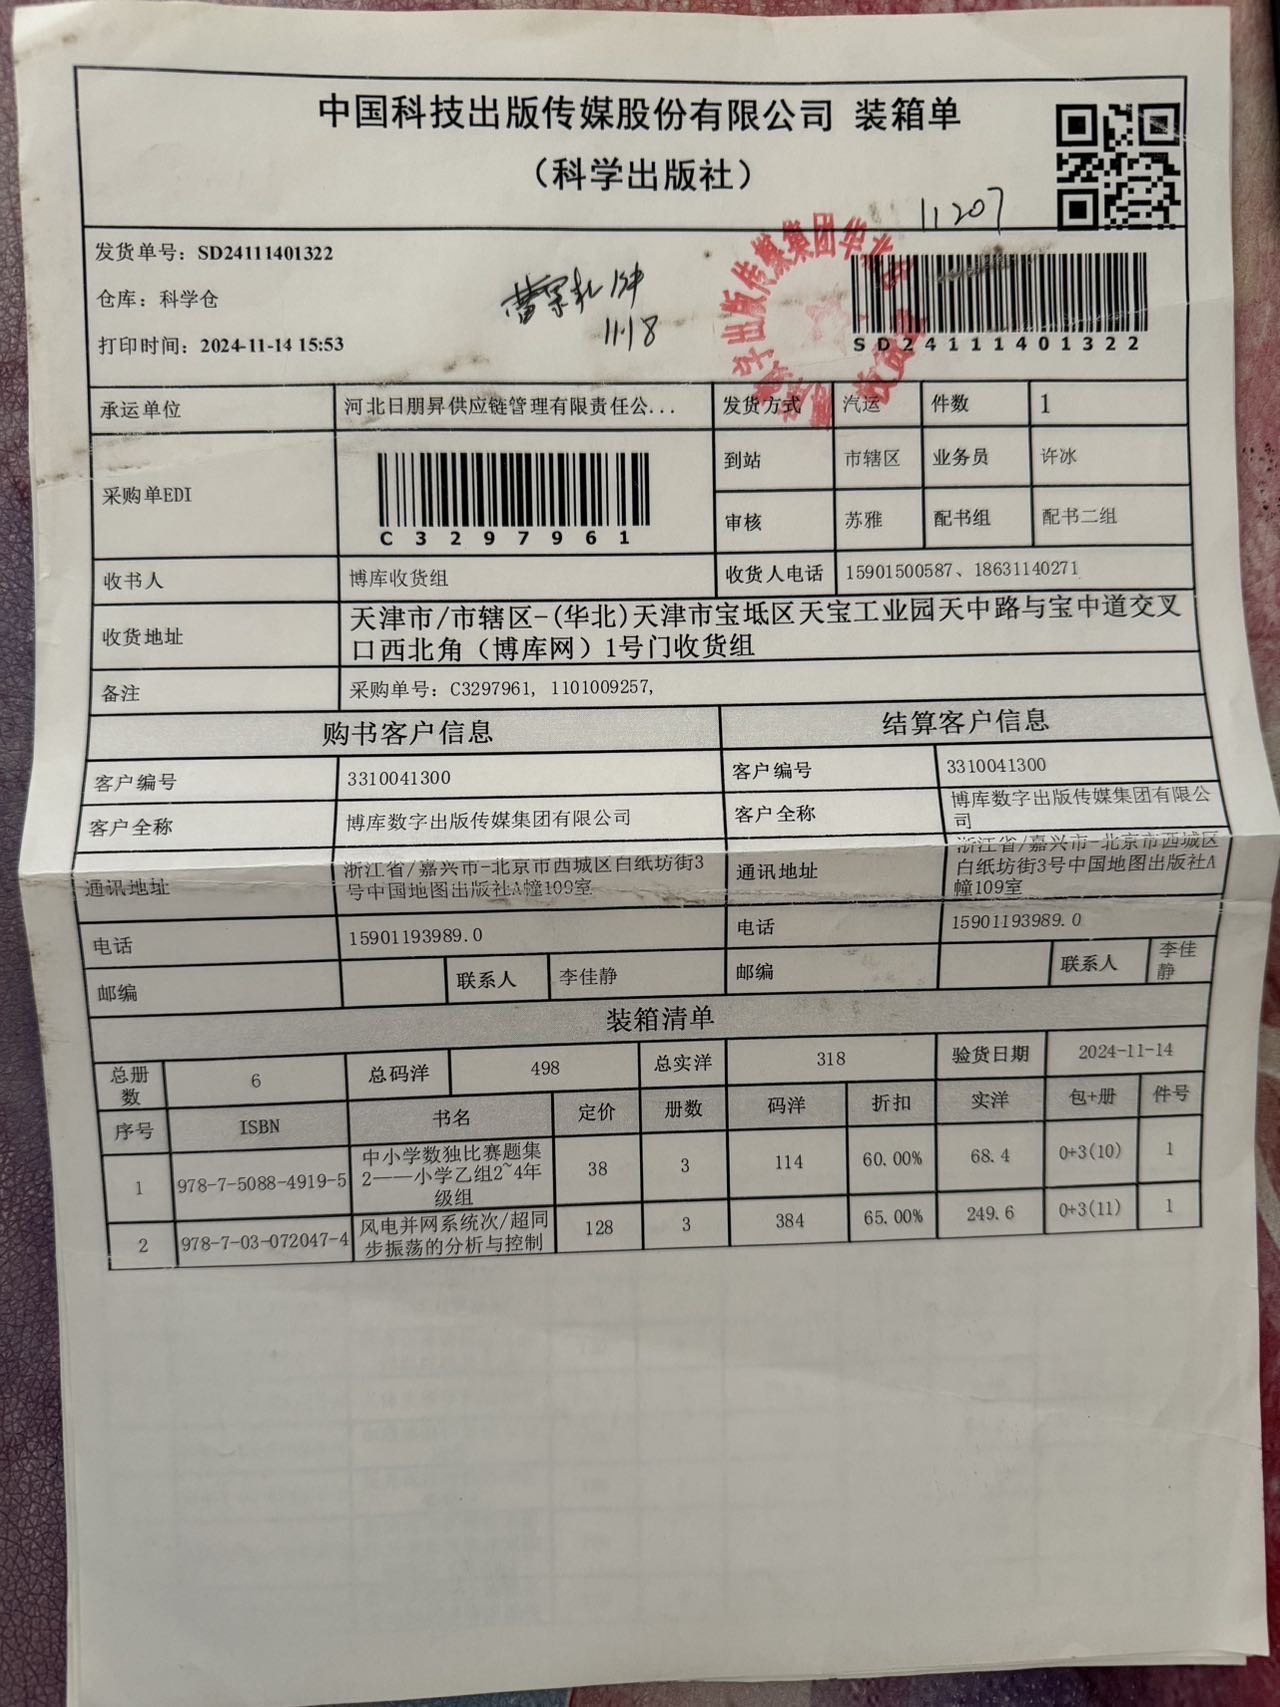 中国科技出版传媒股份有限公司 装箱单
（科学出版社）
11207
发货单号：SD24111401322
仓库：科学仓
打印时间：2024-11-14 15:53
11.18
SD24111401322
承运单位 河北日朋昇供应链管理有限责任公... 发货方式 汽运 件数 1
采购单EDI C3297961 到站 市辖区 业务员 许冰
审核 苏雅 配书组 配书二组
收书人 博库收货组 收货人电话 15901500587、18631140271
收货地址 天津市/市辖区-(华北)天津市宝坻区天宝工业园天中路与宝中道交叉
口西北角（博库网）1号门收货组
备注 采购单号：C3297961, 1101009257,
购书客户信息 结算客户信息
客户编号 3310041300 客户编号 3310041300
客户全称 博库数字出版传媒集团有限公司 客户全称 博库数字出版传媒集团有限公
司
通讯地址 浙江省/嘉兴市-北京市西城区白纸坊街3
号中国地图出版社A幢109室
通讯地址 浙江省/嘉兴市-北京市西城区
白纸坊街3号中国地图出版社A
幢109室
电话 15901193989.0 电话 15901193989.0
邮编 联系人 李佳静 邮编 联系人 李佳
静
装箱清单
总册
数 6 总码洋 498 总实洋 318 验货日期 2024-11-14
序号 ISBN 书名 定价 册数 码洋 折扣 实洋 包+册 件号
1 978-7-5088-4919-5 中小学数独比赛题集
2——小学乙组2~4年
级组 38 3 114 60.00% 68.4 0+3(10) 1
2 978-7-03-072047-4 风电并网系统次/超同
步振荡的分析与控制 128 3 384 65.00% 249.6 0+3(11) 1